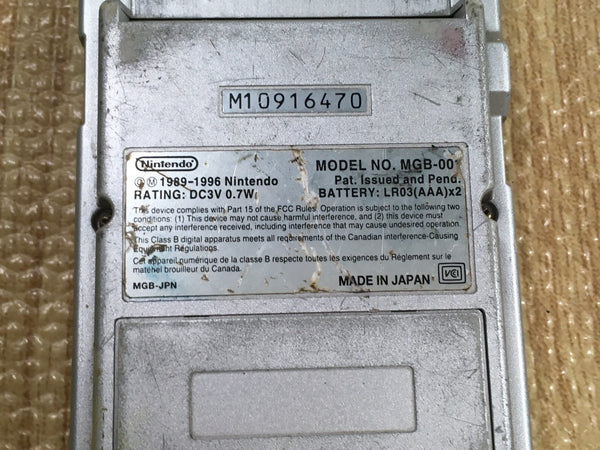 M10916470
Nintendo
©Ⓜ 1989-1996 Nintendo
RATING: DC3V 0.7W
MODEL NO. MGB-001
Pat. Issued and Pend.
BATTERY: LR03(AAA)x2
This device complies with Part 15 of the FCC Rules. Operation is subject to the following two
conditions: (1) This device may not cause harmful interference, and (2) this device must
accept any interference received, including interference that may cause undesired operation.
This Class B digital apparatus meets all requirements of the Canadian Interference-Causing
Equipment Regulations.
Cet appareil numérique de la classe B respecte toutes les exigences du Règlement sur le
matériel brouilleur du Canada.
MGB-JPN
MADE IN JAPAN
VCI